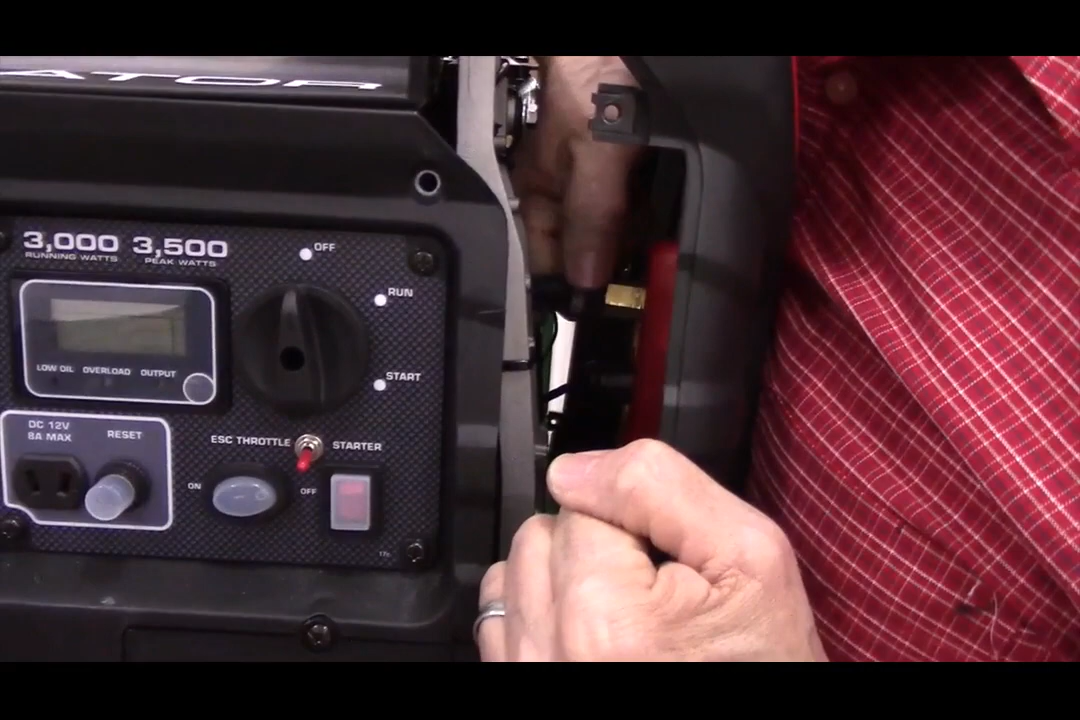 ATOR
3,000 3,500
RUNNING WATTS PEAK WATTS
OFF
RUN
START
LOW OIL OVERLOAD OUTPUT
DC 12V
8A MAX
RESET
ESC THROTTLE
STARTER
ON
OFF